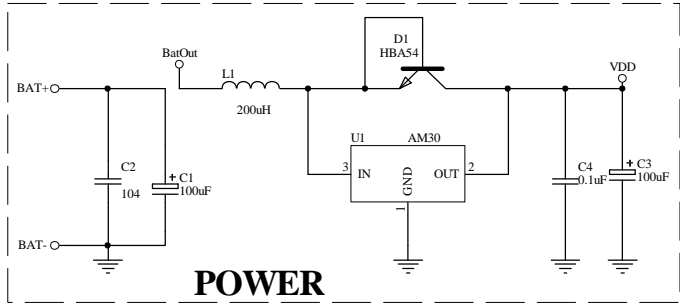 D1
HBA54
BatOut
L1
VDD
BAT+
200uH
U1 AM30
C2
104
+
C1
100uF
3 IN OUT 2
GND
1
C4
0.1uF
+
C3
100uF
BAT-
POWER